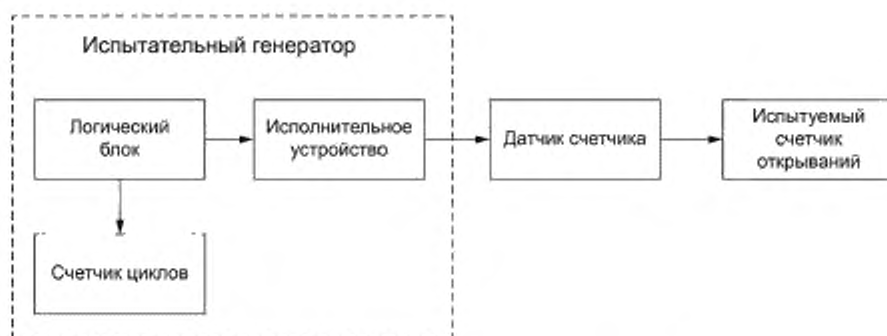 Испытательный генератор
Логический
блок
Исполнительное
устройство
Датчик счетчика
Испытуемый
счетчик
открываний
Счетчик циклов